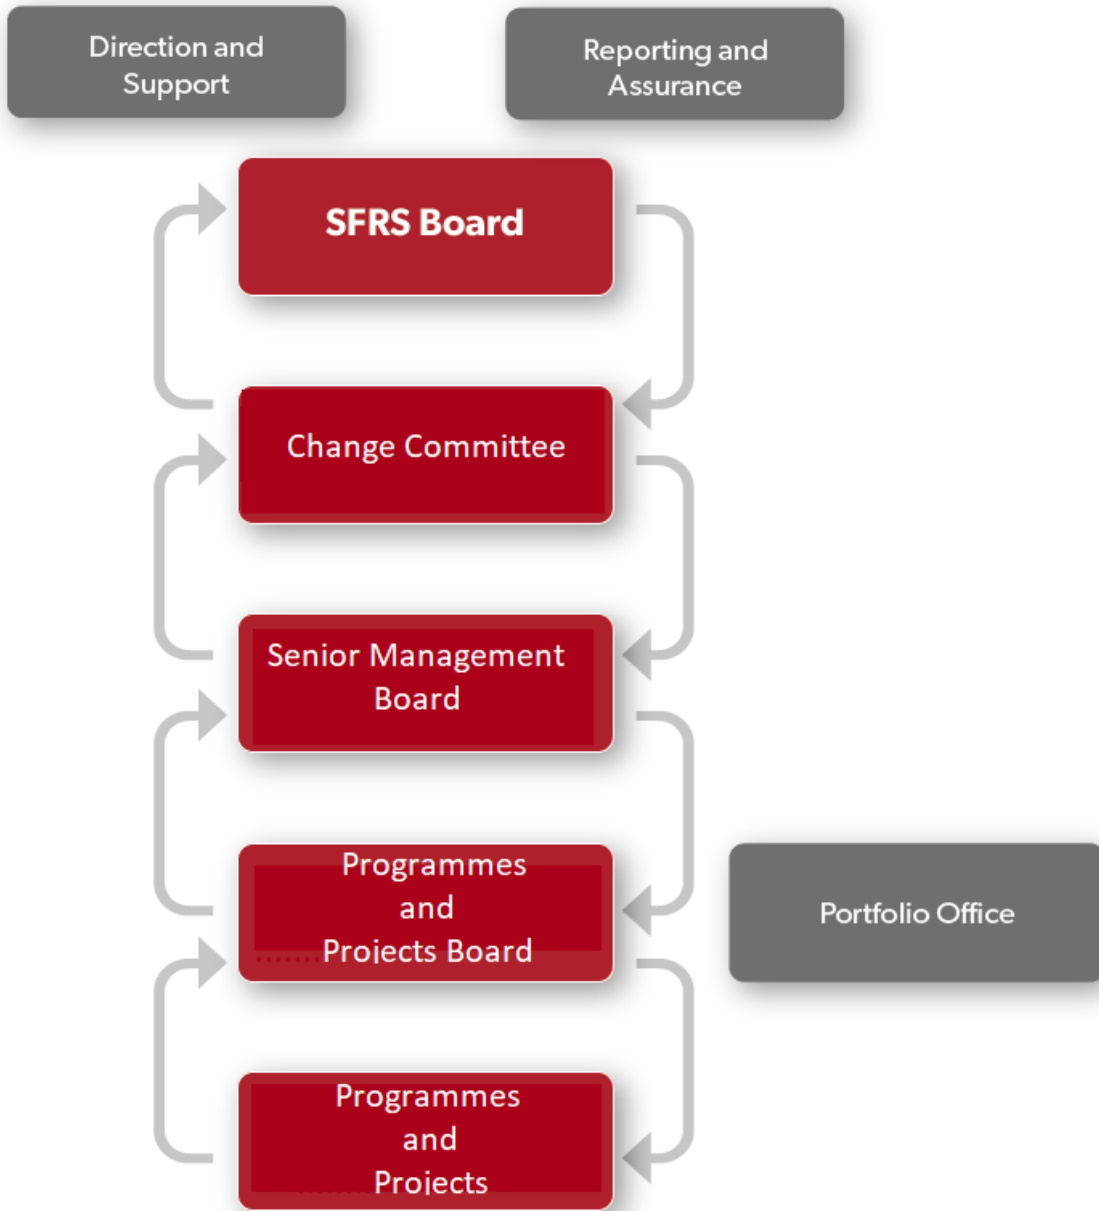 Direction and
Support
Reporting and
Assurance
SFRS Board
Change Committee
Senior Management
Board
Programmes
and
Projects Board
Portfolio Office
Programmes
and
Projects